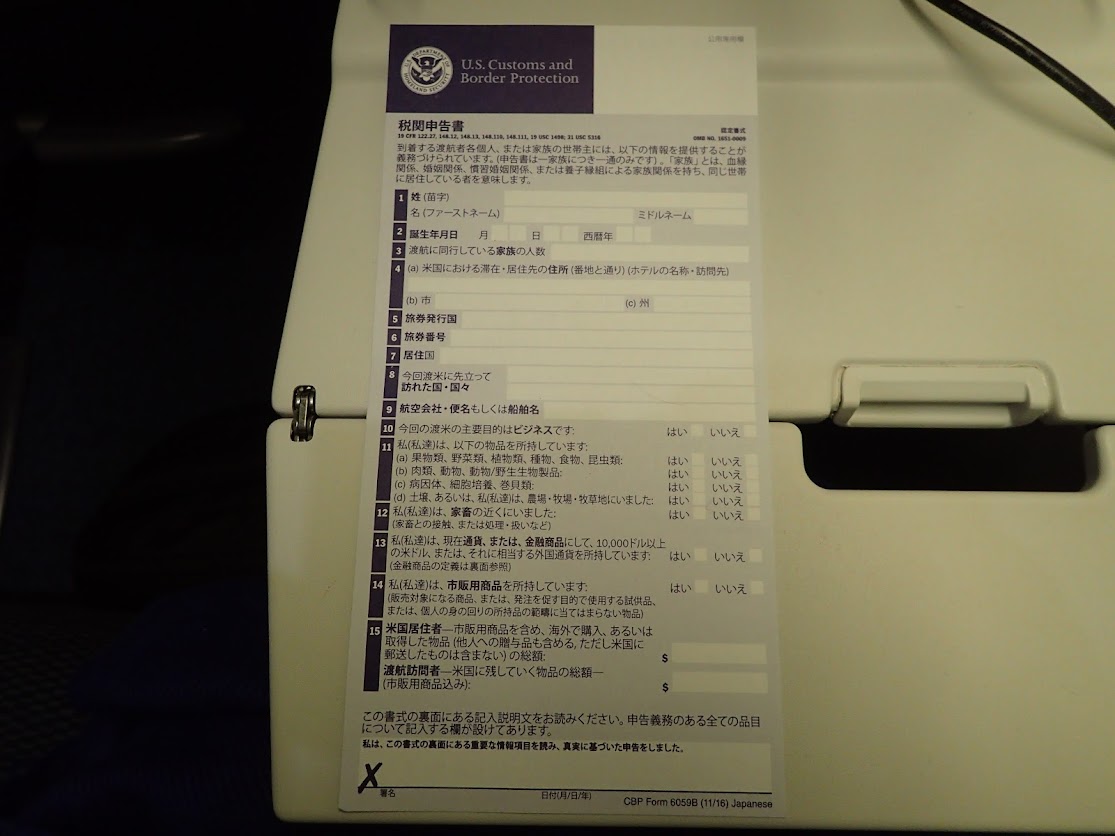 公用専用欄
U.S. DEPARTMENT OF HOMELAND SECURITY
U.S. Customs and
Border Protection
税関申告書
19 CFR 122.27, 148.12, 148.13, 148.110, 148.111, 19 USC 1498; 31 USC 5316
認定書式
OMB NO. 1651-0009
到着する渡航者各個人、または家族の世帯主には、以下の情報を提供することが
義務づけられています。(申告書は一家族につき一通のみです)。「家族」とは、血縁
関係、婚姻関係、慣習婚姻関係、または養子縁組による家族関係を持ち、同じ世帯
に居住している者を意味します。
1 姓 (苗字)
名 (ファーストネーム) ミドルネーム
2 誕生年月日 月 日 西暦年
3 渡航に同行している家族の人数
4 (a) 米国における滞在・居住先の住所 (番地と通り) (ホテルの名称・訪問先)
(b) 市 (c) 州
5 旅券発行国
6 旅券番号
7 居住国
8 今回渡米に先立って
訪れた国・国々
9 航空会社・便名もしくは船舶名
10 今回の渡米の主要目的はビジネスです: はい いいえ
11 私(私達)は、以下の物品を所持しています:
(a) 果物類、野菜類、植物類、種物、食物、昆虫類: はい いいえ
(b) 肉類、動物、動物/野生生物製品: はい いいえ
(c) 病因体、細胞培養、巻貝類: はい いいえ
(d) 土壌、あるいは、私(私達)は、農場・牧場・牧草地にいました: はい いいえ
12 私(私達)は、家畜の近くにいました: はい いいえ
(家畜との接触、または処理・扱いなど)
13 私(私達)は、現在通貨、または、金融商品にして、10,000ドル以上
の米ドル、または、それに相当する外国通貨を所持しています: はい いいえ
(金融商品の定義は裏面参照)
14 私(私達)は、市販用商品を所持しています: はい いいえ
(販売対象になる商品、または、発注を促す目的で使用する試供品、
または、個人の身の回りの所持品の範疇に当てはまらない物品)
15 米国居住者—市販用商品を含め、海外で購入、あるいは
取得した物品 (他人への贈与品も含める, ただし米国に
郵送したものは含まない) の総額: $
渡航訪問者—米国に残していく物品の総額—
(市販用商品込み): $
この書式の裏面にある記入説明文をお読みください。申告義務のある全ての品目
について記入する欄が設けてあります。
私は、この書式の裏面にある重要な情報項目を読み、真実に基づいた申告をしました。
X
署名 日付(月/日/年)
CBP Form 6059B (11/16) Japanese